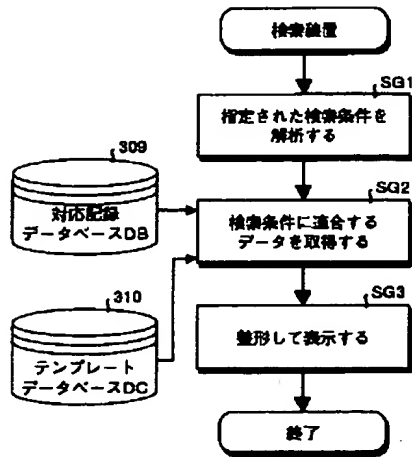 検索装置
SG1
指定された検索条件を
解析する
309
対応記録
データベースDB
SG2
検索条件に適合する
データを取得する
310
テンプレート
データベースDC
SG3
整形して表示する
終了